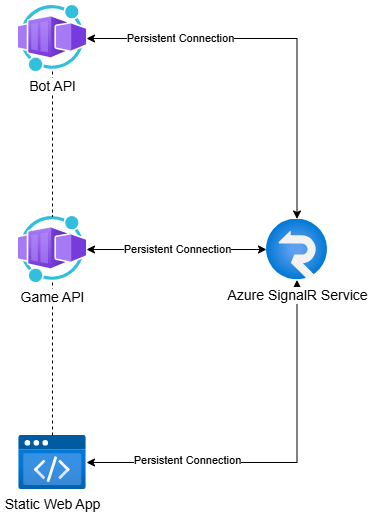 Persistent Connection
Bot API
Persistent Connection
Game API
Azure SignalR Service
Persistent Connection
Static Web App